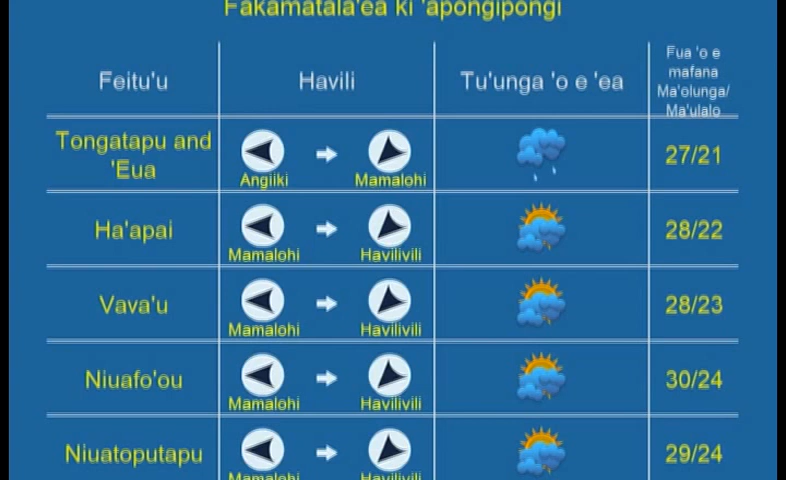 Fakamatala'ea ki 'apongipongi
Feitu'u
Havili
Tu'unga 'o e 'ea
Fua 'o e
mafana
Ma'olunga/
Ma'ulalo
Tongatapu and
'Eua
Angiiki
Mamalohi
27/21
Ha'apai
Mamalohi
Havilivili
28/22
Vava'u
Mamalohi
Havilivili
28/23
Niuafo'ou
Mamalohi
Havilivili
30/24
Niuatoputapu
Mamalohi
Havilivili
29/24